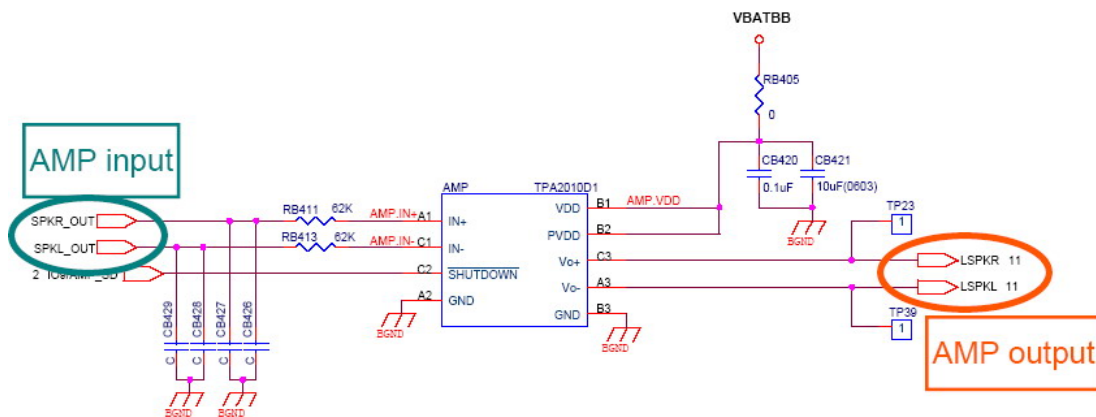 VBATBB
RB405
0
AMP input
CB420
0.1uF
CB421
10uF(0603)
AMP
TPA2010D1
SPKR_OUT
RB411
62K
AMP.IN+
A1
IN+
VDD
B1
AMP.VDD
TP23
1
SPKL_OUT
RB413
62K
AMP.IN-
C1
IN-
PVDD
B2
BGND
C2
SHUTDOWN
Vo+
C3
LSPKR 11
A2
GND
Vo-
A3
LSPKL 11
BGND
GND
B3
BGND
TP39
1
CB429
C
CB428
C
CB427
C
CB426
C
BGND
BGND
AMP output